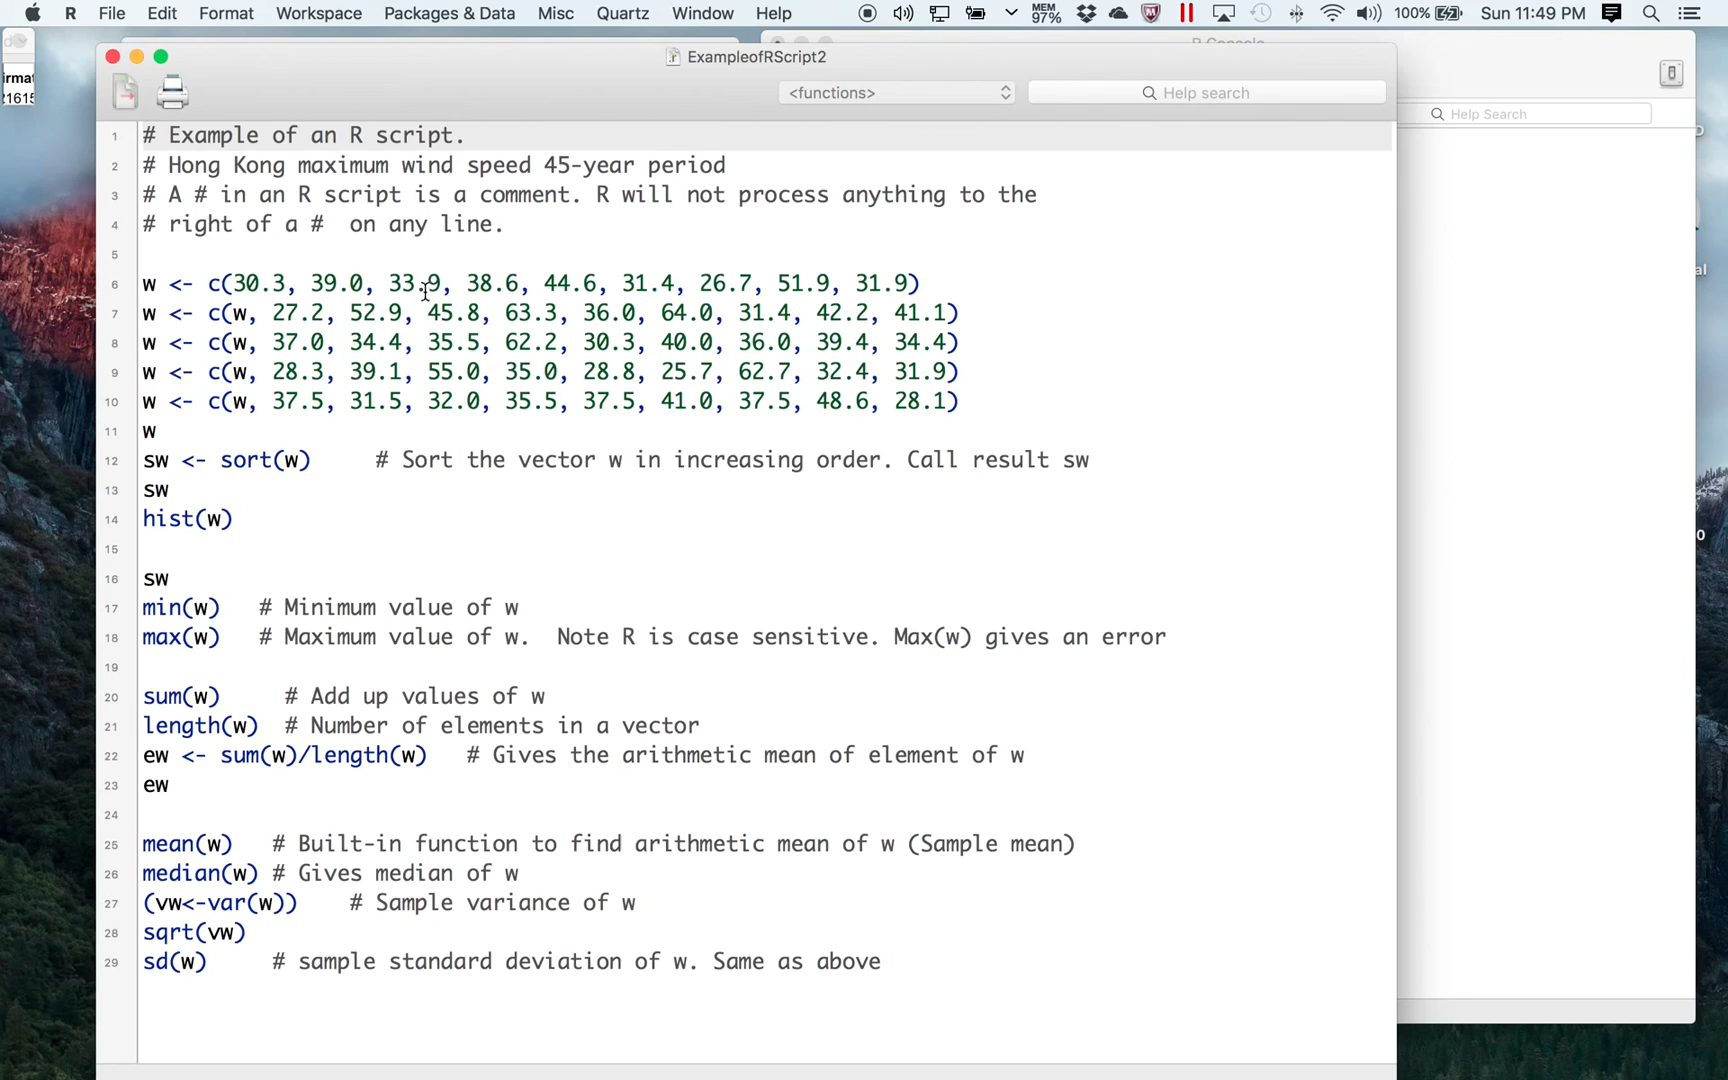 R File Edit Format Workspace Packages & Data Misc Quartz Window Help MEM 97% 100% Sun 11:49 PM
ExampleofRScript2
R Console
<functions> Help search
Help Search
irmat
21615
al
0
1 # Example of an R script.
2 # Hong Kong maximum wind speed 45-year period
3 # A # in an R script is a comment. R will not process anything to the
4 # right of a #  on any line.
5
6 w <- c(30.3, 39.0, 33.9, 38.6, 44.6, 31.4, 26.7, 51.9, 31.9)
7 w <- c(w, 27.2, 52.9, 45.8, 63.3, 36.0, 64.0, 31.4, 42.2, 41.1)
8 w <- c(w, 37.0, 34.4, 35.5, 62.2, 30.3, 40.0, 36.0, 39.4, 34.4)
9 w <- c(w, 28.3, 39.1, 55.0, 35.0, 28.8, 25.7, 62.7, 32.4, 31.9)
10 w <- c(w, 37.5, 31.5, 32.0, 35.5, 37.5, 41.0, 37.5, 48.6, 28.1)
11 w
12 sw <- sort(w)     # Sort the vector w in increasing order. Call result sw
13 sw
14 hist(w)
15
16 sw
17 min(w)   # Minimum value of w
18 max(w)   # Maximum value of w.  Note R is case sensitive. Max(w) gives an error
19
20 sum(w)     # Add up values of w
21 length(w)  # Number of elements in a vector
22 ew <- sum(w)/length(w)   # Gives the arithmetic mean of element of w
23 ew
24
25 mean(w)   # Built-in function to find arithmetic mean of w (Sample mean)
26 median(w) # Gives median of w
27 (vw<-var(w))    # Sample variance of w
28 sqrt(vw)
29 sd(w)     # sample standard deviation of w. Same as above